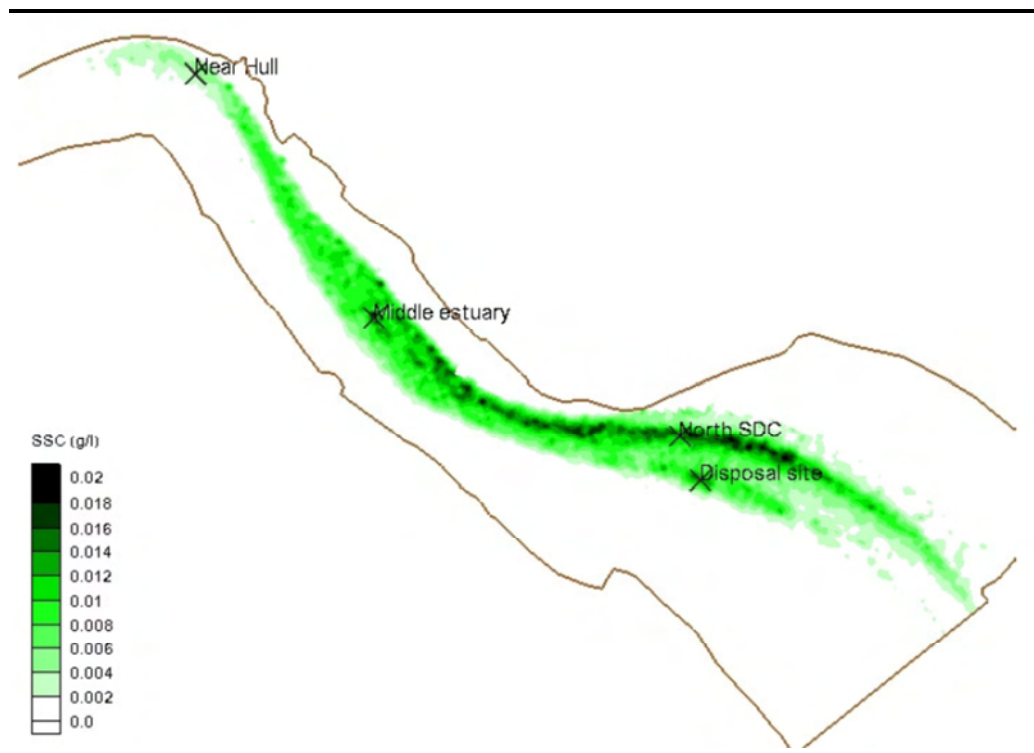 Near Hull
Middle estuary
North SDC
Disposal site
SSC (g/l)
0.02
0.018
0.016
0.014
0.012
0.01
0.008
0.006
0.004
0.002
0.0